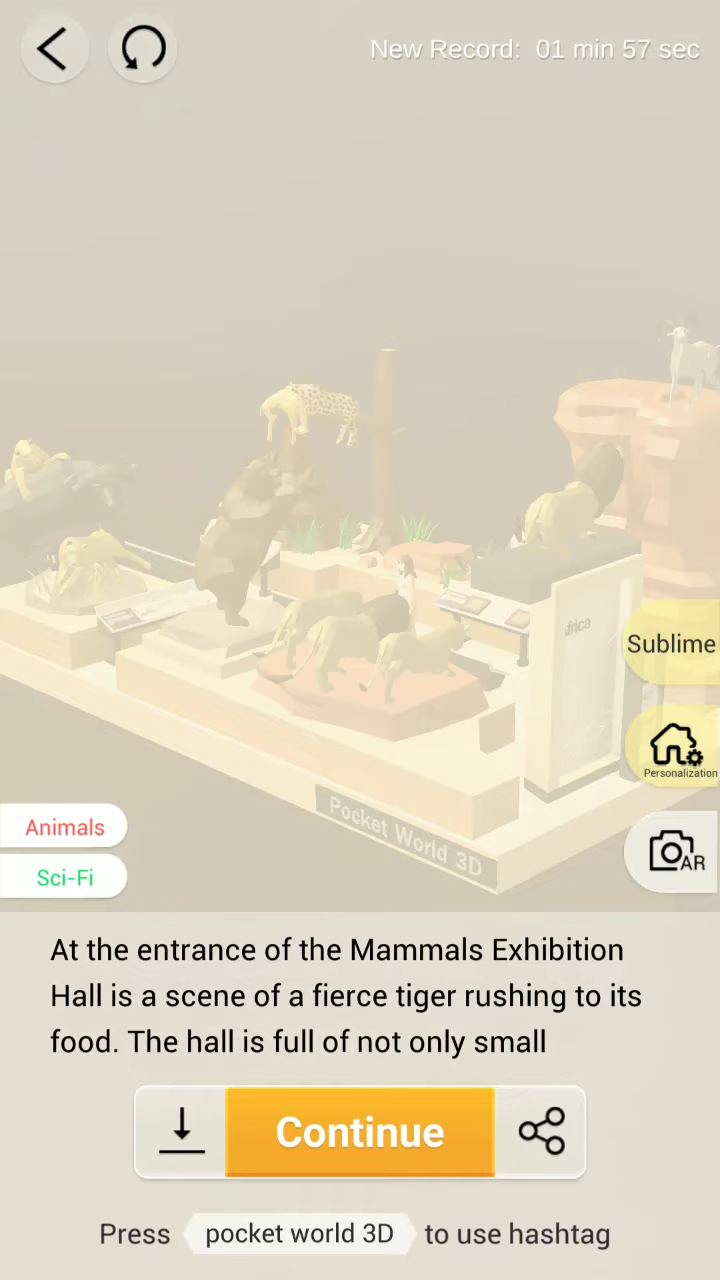 New Record: 01 min 57 sec
frica
Sublime
Personalization
AR
Pocket World 3D
Animals
Sci-Fi
At the entrance of the Mammals Exhibition
Hall is a scene of a fierce tiger rushing to its
food. The hall is full of not only small
Continue
Press pocket world 3D to use hashtag